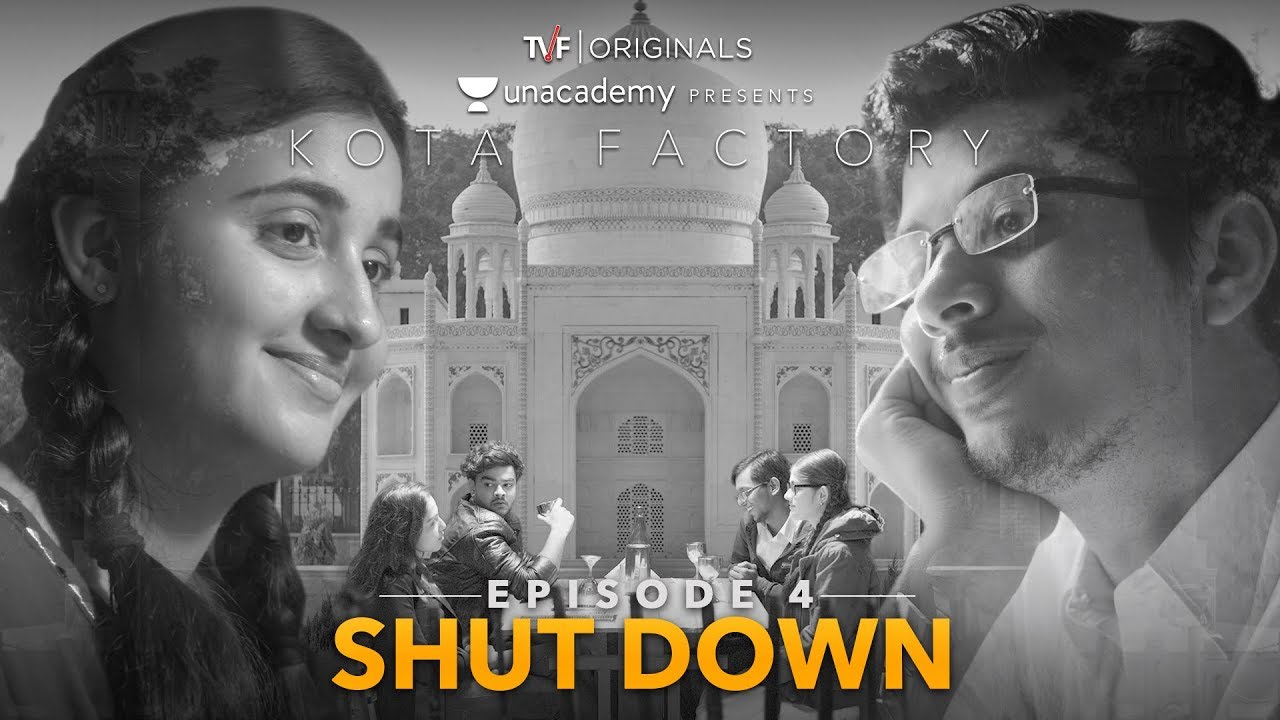 TVF | ORIGINALS
unacademy PRESENTS
KOTA FACTORY
EPISODE 4
SHUT DOWN